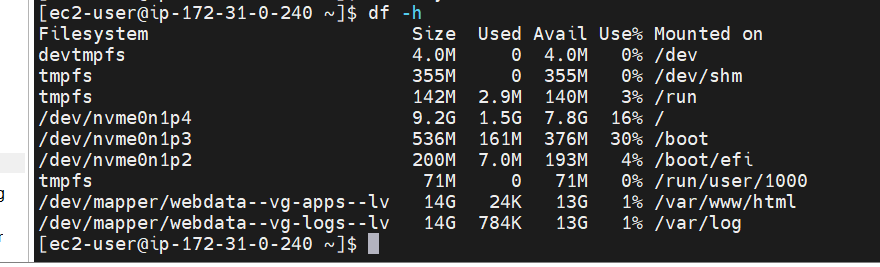 [ec2-user@ip-172-31-0-240 ~]$ df -h
Filesystem                        Size  Used Avail Use% Mounted on
devtmpfs                          4.0M     0  4.0M   0% /dev
tmpfs                             355M     0  355M   0% /dev/shm
tmpfs                             142M  2.9M  140M   3% /run
/dev/nvme0n1p4                    9.2G  1.5G  7.8G  16% /
/dev/nvme0n1p3                    536M  161M  376M  30% /boot
/dev/nvme0n1p2                    200M  7.0M  193M   4% /boot/efi
tmpfs                              71M     0   71M   0% /run/user/1000
/dev/mapper/webdata--vg-apps--lv   14G   24K   13G   1% /var/www/html
/dev/mapper/webdata--vg-logs--lv   14G  784K   13G   1% /var/log
[ec2-user@ip-172-31-0-240 ~]$